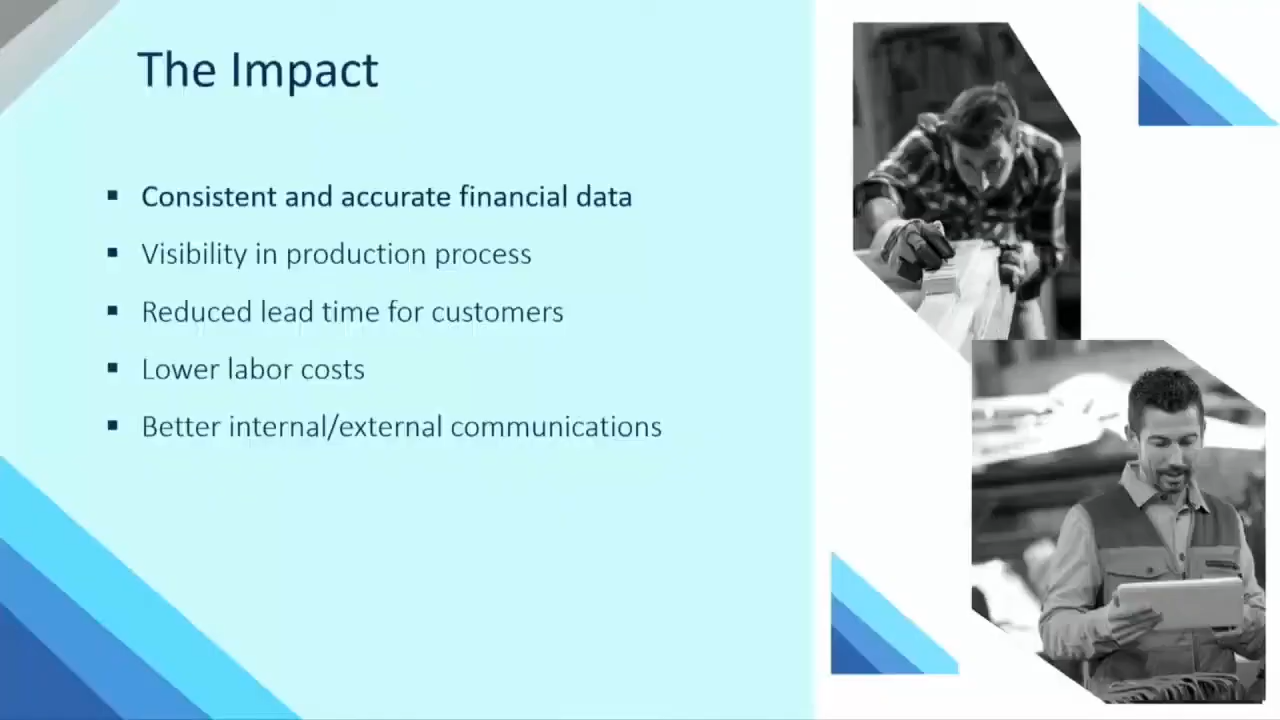 The Impact
▪ Consistent and accurate financial data
▪ Visibility in production process
▪ Reduced lead time for customers
▪ Lower labor costs
▪ Better internal/external communications